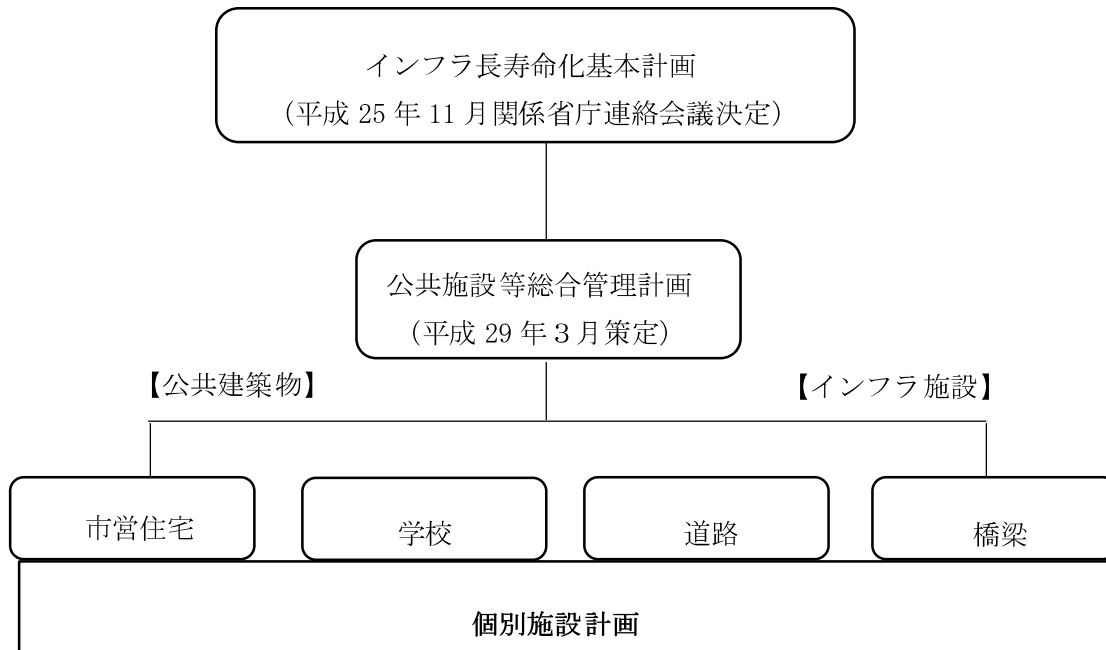 インフラ長寿命化基本計画
（平成 25 年 11 月関係省庁連絡会議決定）
公共施設等総合管理計画
（平成 29 年３月策定）
【公共建築物】
【インフラ施設】
市営住宅
学校
道路
橋梁
個別施設計画